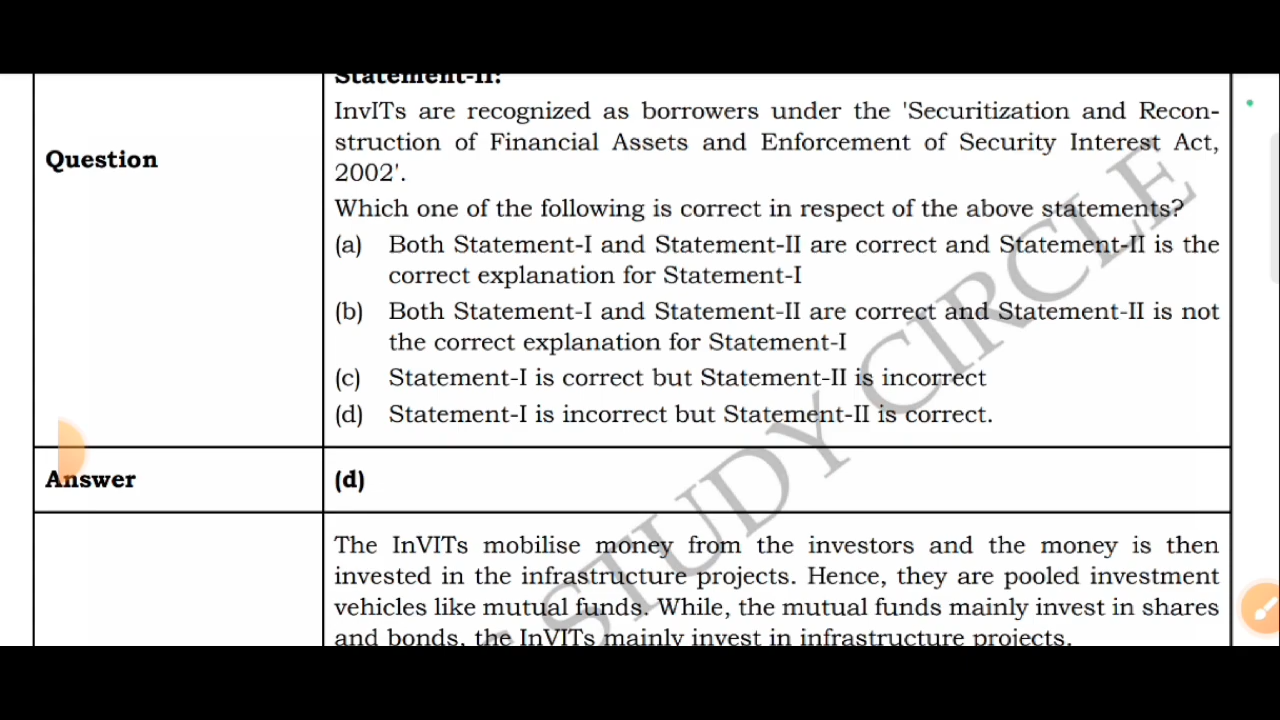 Statement-II:
InvITs are recognized as borrowers under the 'Securitization and Recon-
struction of Financial Assets and Enforcement of Security Interest Act,
2002'.
Question
Which one of the following is correct in respect of the above statements?
(a) Both Statement-I and Statement-II are correct and Statement-II is the
correct explanation for Statement-I
(b) Both Statement-I and Statement-II are correct and Statement-II is not
the correct explanation for Statement-I
(c) Statement-I is correct but Statement-II is incorrect
(d) Statement-I is incorrect but Statement-II is correct.
Answer
(d)
The InVITs mobilise money from the investors and the money is then
invested in the infrastructure projects. Hence, they are pooled investment
vehicles like mutual funds. While, the mutual funds mainly invest in shares
and bonds, the InVITs mainly invest in infrastructure projects.
STUDY CIRCLE